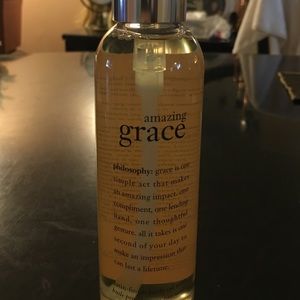 amazing
grace
philosophy: grace is one
simple act that makes
an amazing impact, one
compliment, one lending
hand, one thoughtful
gesture. all it takes is one
second of your day to
make an impression that
can last a lifetime.